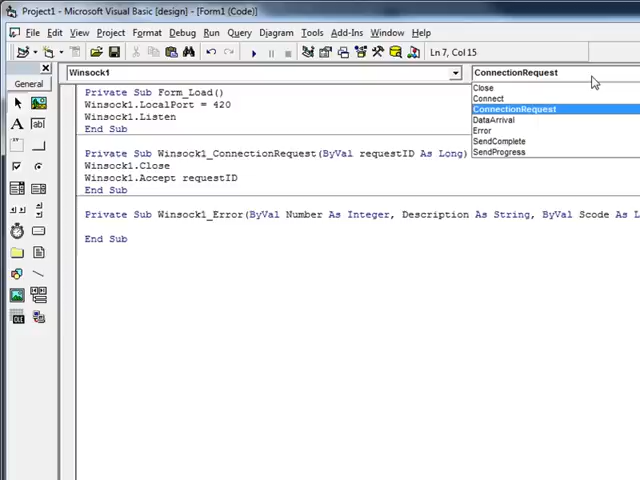 Project1 - Microsoft Visual Basic [design] - [Form1 (Code)]
File Edit View Project Format Debug Run Query Diagram Tools Add-Ins Window Help
Ln 7, Col 15
General
Winsock1
ConnectionRequest
Close
Connect
ConnectionRequest
DataArrival
Error
SendComplete
SendProgress
Private Sub Form_Load()
Winsock1.LocalPort = 420
Winsock1.Listen
End Sub
Private Sub Winsock1_ConnectionRequest(ByVal requestID As Long)
Winsock1.Close
Winsock1.Accept requestID
End Sub
Private Sub Winsock1_Error(ByVal Number As Integer, Description As String, ByVal Scode As L
End Sub